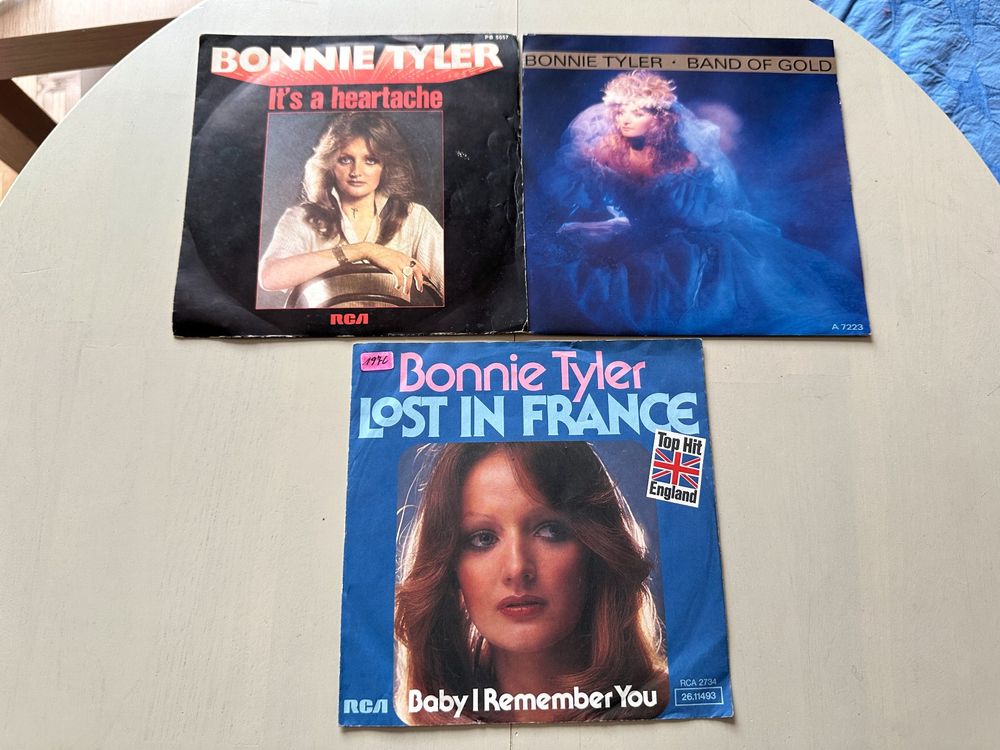 PB 5057
BONNIE TYLER
It's a heartache
RCA
BONNIE TYLER · BAND OF GOLD
A 7223
1976
Bonnie Tyler
LOST IN FRANCE
Top Hit
England
RCA 2734
26.11493
RCA
Baby I Remember You